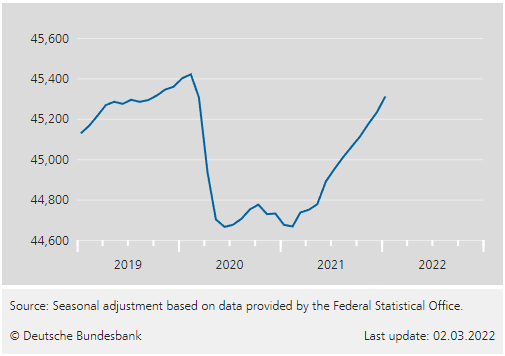 45,600
45,400
45,200
45,000
44,800
44,600
2019 2020 2021 2022
Source: Seasonal adjustment based on data provided by the Federal Statistical Office.
© Deutsche Bundesbank Last update: 02.03.2022